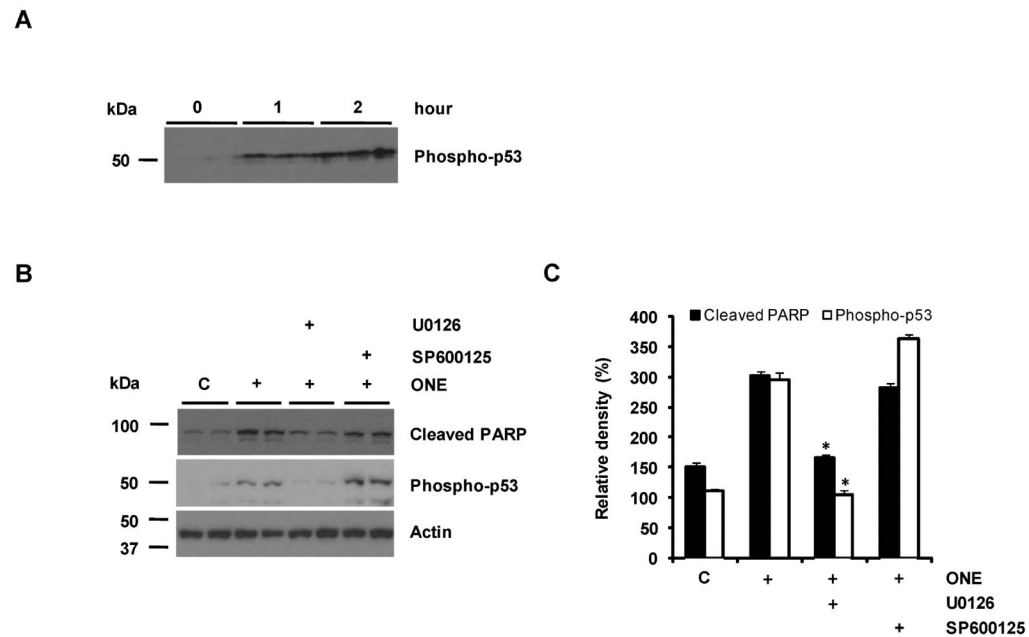 A
kDa 0 1 2 hour
50 Phospho-p53
B
+ U0126
+ SP600125
kDa C + + + ONE
100 Cleaved PARP
50 Phospho-p53
50 Actin
37
C
Cleaved PARP Phospho-p53
Relative density (%)
400
350
300
250
200
150
100
50
0
* *
C + + + ONE
+ U0126
+ SP600125